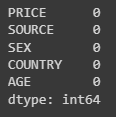 PRICE 0
SOURCE 0
SEX 0
COUNTRY 0
AGE 0
dtype: int64